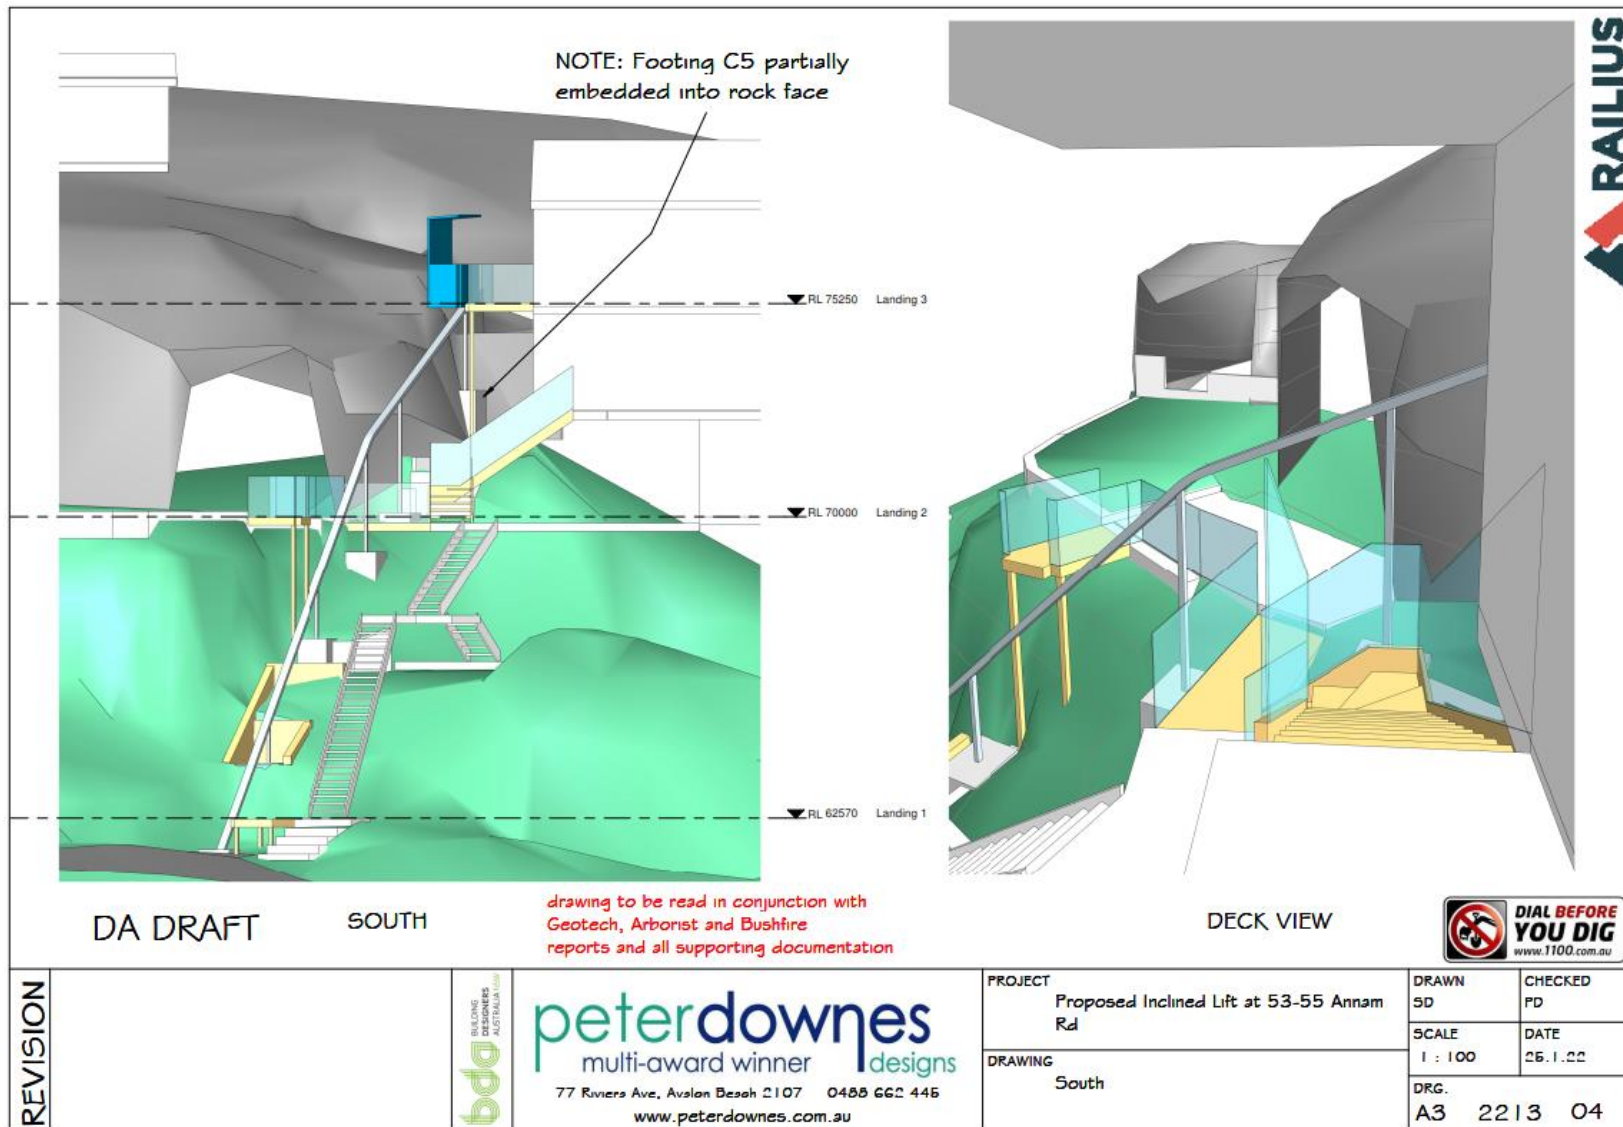 NOTE: Footing C5 partially
embedded into rock face
RAILIUS
RL 75250 Landing 3
RL 70000 Landing 2
RL 62570 Landing 1
DA DRAFT
SOUTH
drawing to be read in conjunction with
Geotech, Arborist and Bushfire
reports and all supporting documentation
DECK VIEW
DIAL BEFORE
YOU DIG
www.1100.com.au
REVISION
bda
BUILDING
DESIGNERS
AUSTRALIA
peterdownes
multi-award winner designs
77 Riviera Ave, Avalon Beach 2107 0488 662 445
www.peterdownes.com.au
PROJECT
Proposed Inclined Lift at 53-55 Annam
Rd
DRAWING
South
DRAWN
SD
CHECKED
PD
SCALE
1 : 100
DATE
25.1.22
DRG.
A3 2213 04